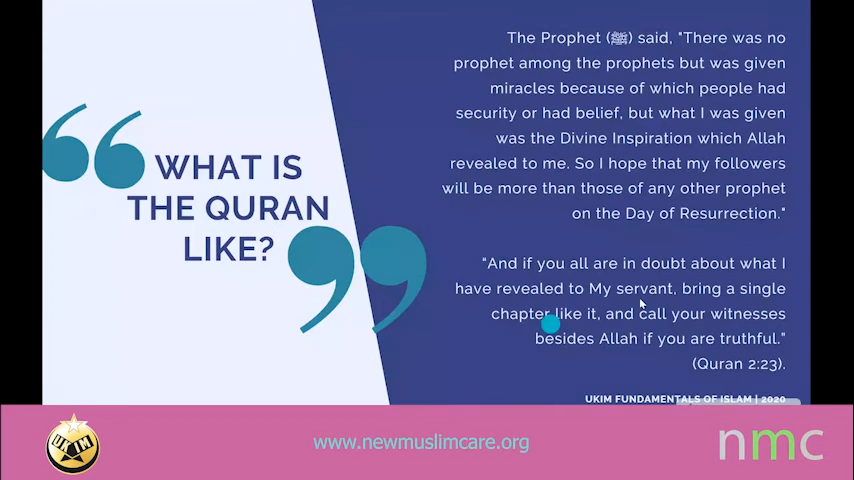 WHAT IS
THE QURAN
LIKE?
The Prophet (ﷺ) said, "There was no
prophet among the prophets but was given
miracles because of which people had
security or had belief, but what I was given
was the Divine Inspiration which Allah
revealed to me. So I hope that my followers
will be more than those of any other prophet
on the Day of Resurrection."
“And if you all are in doubt about what I
have revealed to My servant, bring a single
chapter like it, and call your witnesses
besides Allah if you are truthful."
(Quran 2:23).
UKIM FUNDAMENTALS OF ISLAM | 2020
UKIM
www.newmuslimcare.org
nmc